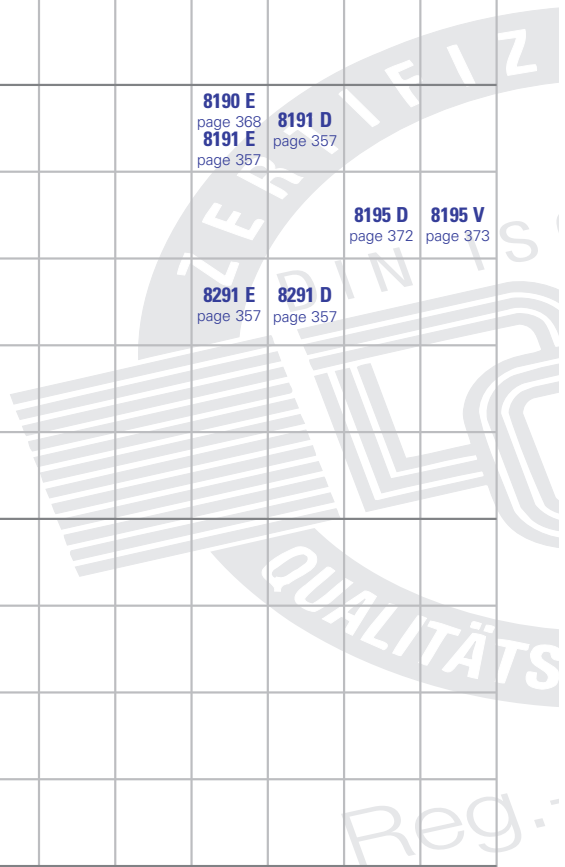 8190 E
page 368
8191 E
page 357
8191 D
page 357
8195 D
page 372
8195 V
page 373
8291 E
page 357
8291 D
page 357
ZERTIFIZ
DIN IS
QUALITÄTS
Reg.-